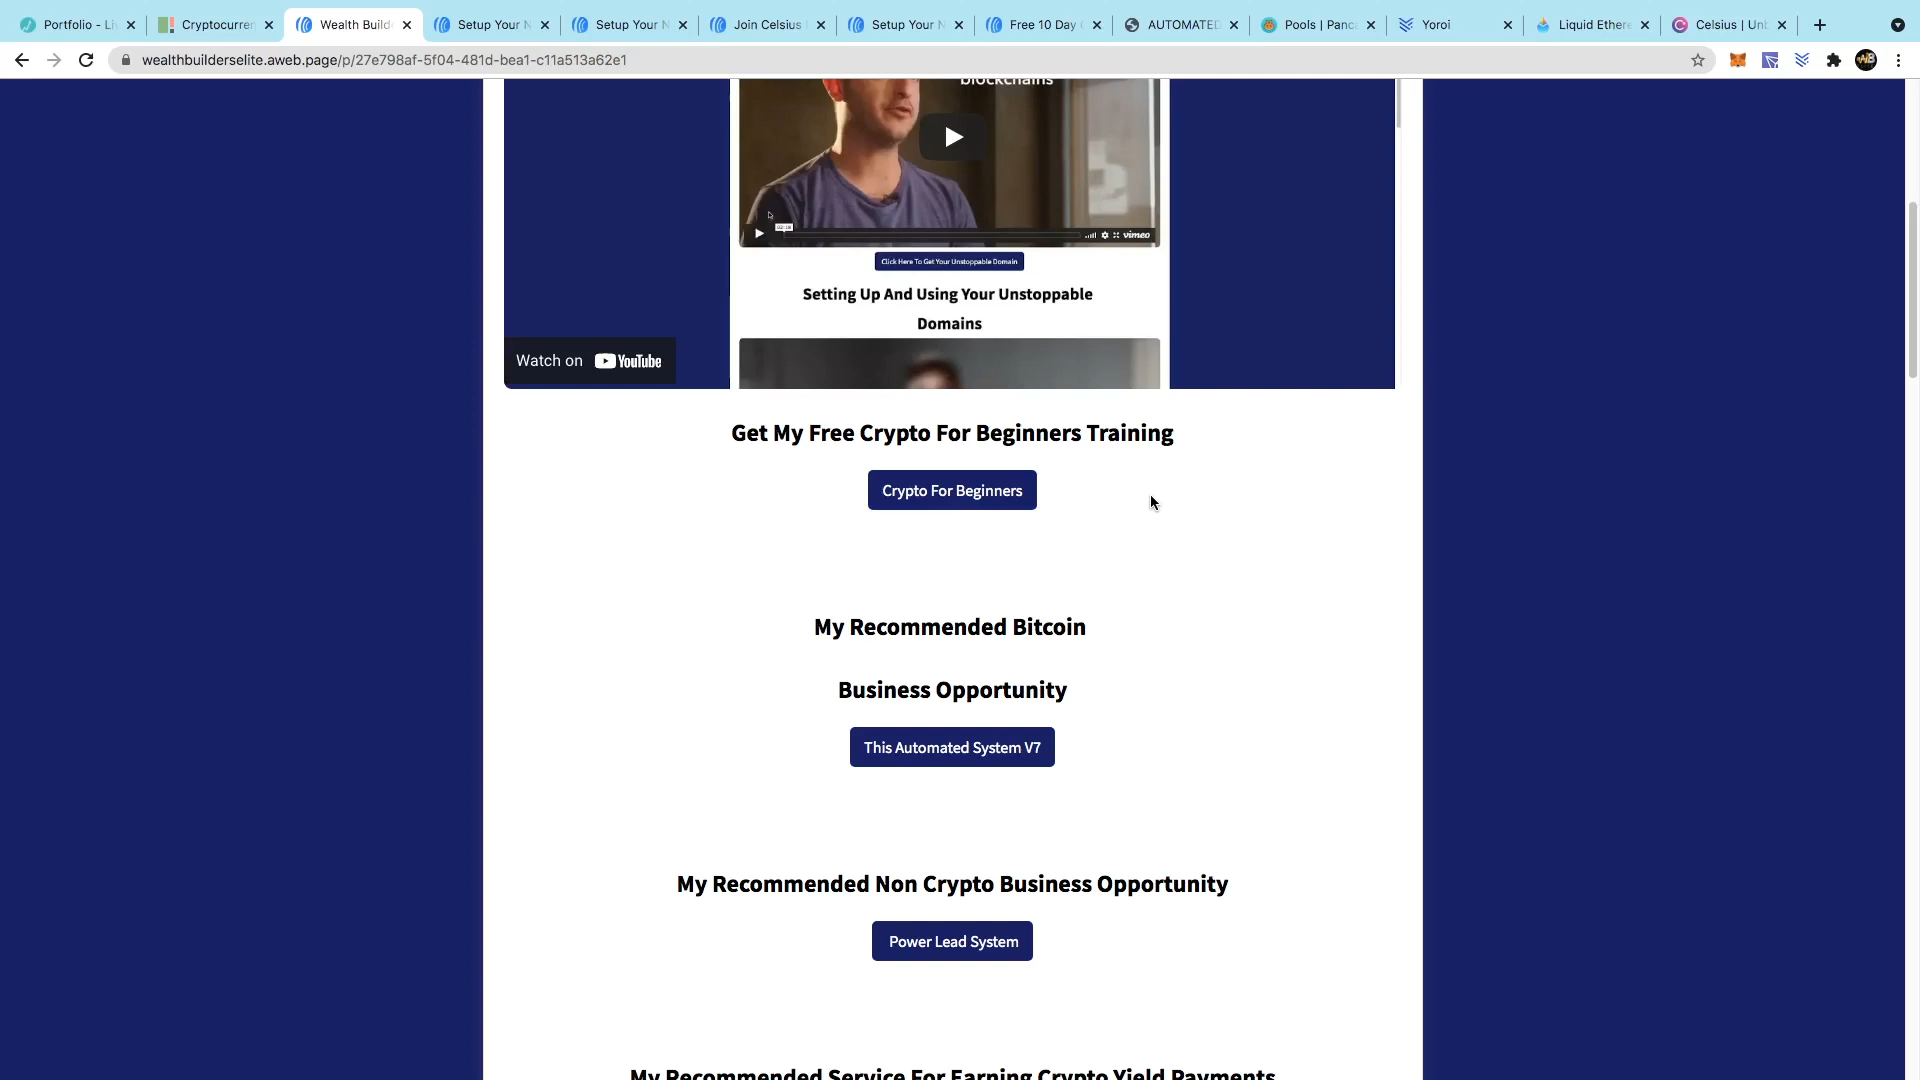 Portfolio - Li
Cryptocurre
Wealth Build
Setup Your N
Setup Your N
Join Celsius
Setup Your N
Free 10 Day
AUTOMATED
Pools | Panc
Yoroi
Liquid Ethere
Celsius | Unb
wealthbuilderselite.aweb.page/p/27e798af-5f04-481d-bea1-c11a513a62e1
blockchains
vimeo
Click Here To Get Your Unstoppable Domain
Setting Up And Using Your Unstoppable
Domains
Watch on YouTube
Get My Free Crypto For Beginners Training
Crypto For Beginners
My Recommended Bitcoin
Business Opportunity
This Automated System V7
My Recommended Non Crypto Business Opportunity
Power Lead System
My Recommended Service For Earning Crypto Yield Payments